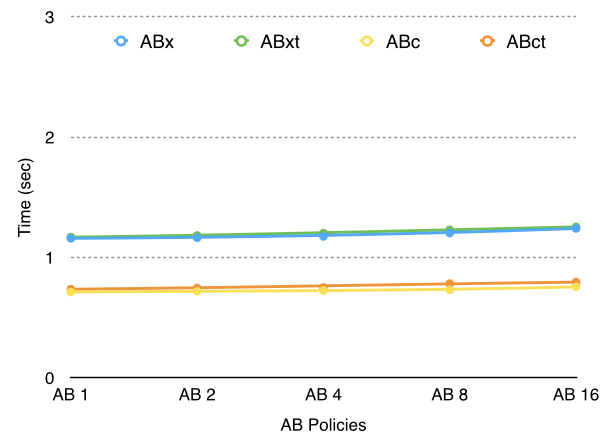 3
ABx ABxt ABc ABct
2
Time (sec)
1
0
AB 1 AB 2 AB 4 AB 8 AB 16
AB Policies